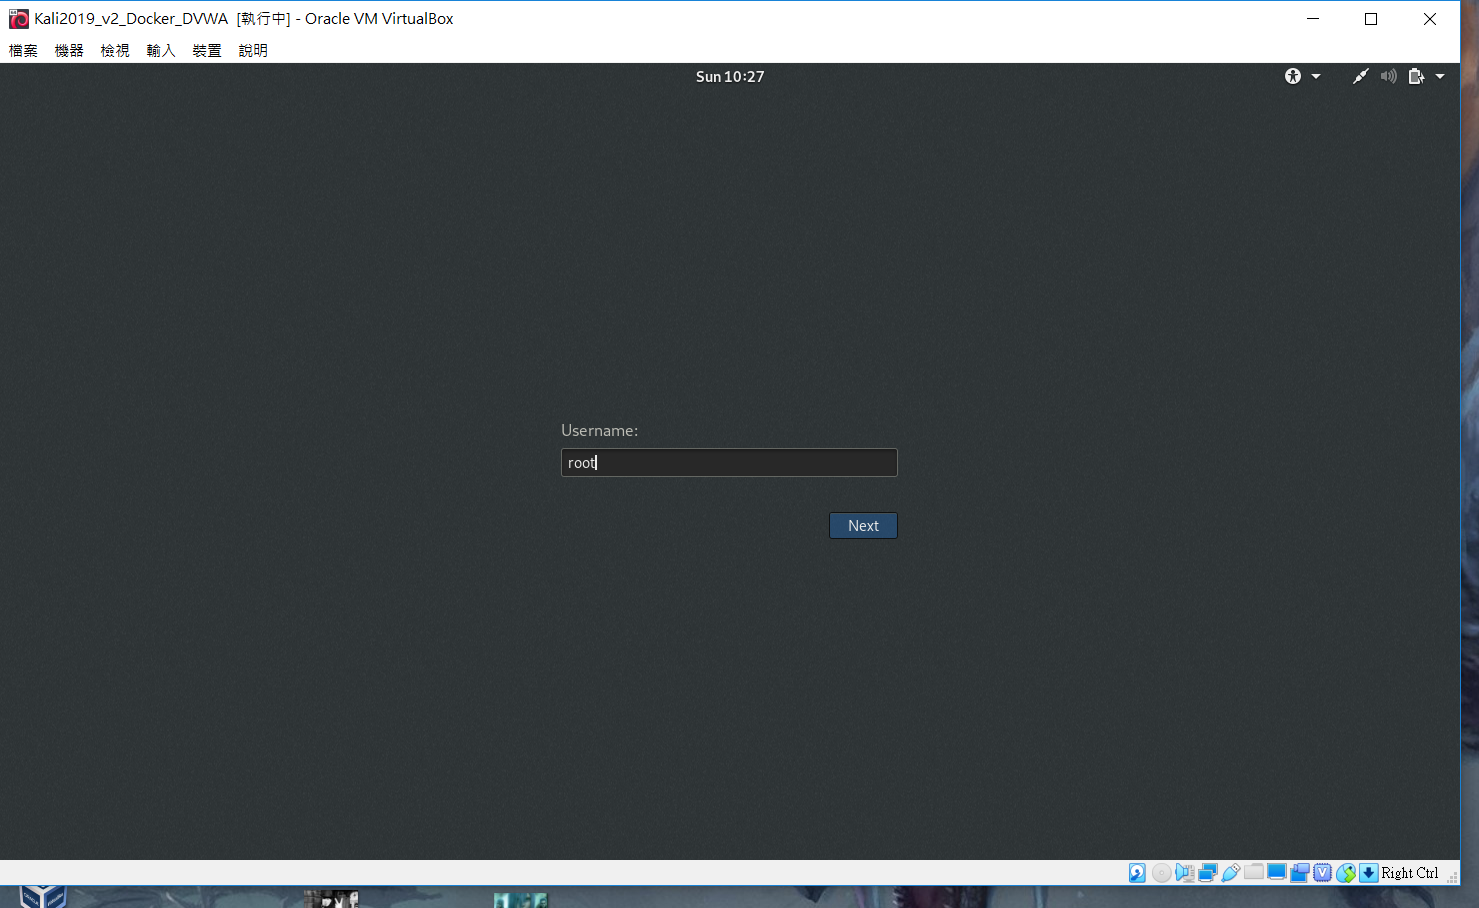 Kali2019_v2_Docker_DVWA [執行中] - Oracle VM VirtualBox
檔案 機器 檢視 輸入 裝置 說明
Sun 10:27
Username:
root
Next
Right Ctrl